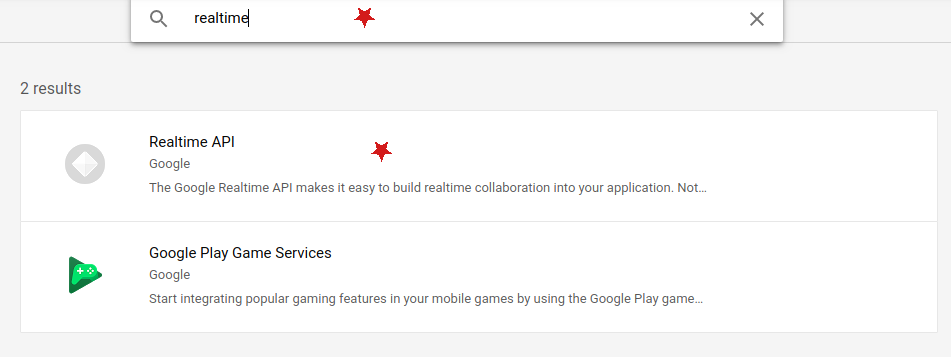 realtime
2 results
Realtime API
Google
The Google Realtime API makes it easy to build realtime collaboration into your application. Not…
Google Play Game Services
Google
Start integrating popular gaming features in your mobile games by using the Google Play game…